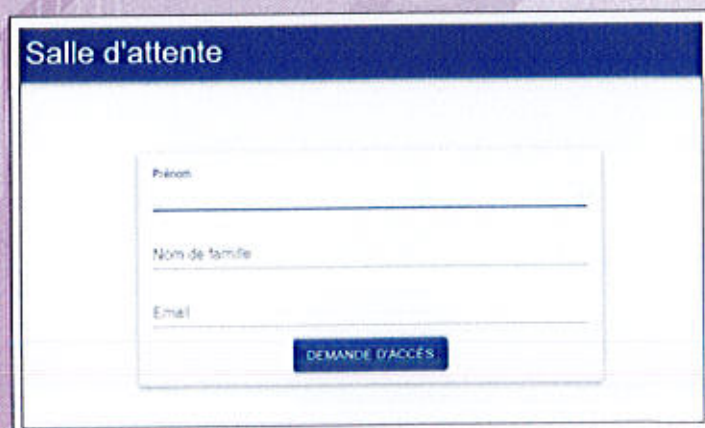 Salle d'attente
Prénom
Nom de famille
Email
DEMANDE D'ACCÈS